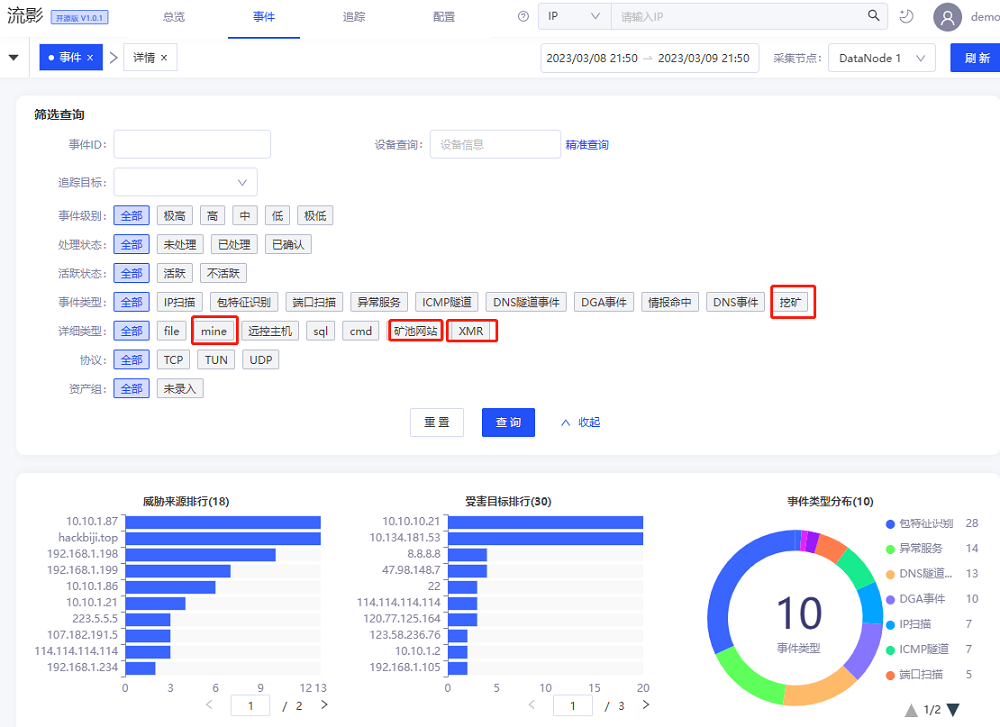 流影 开源版 V1.0.1 总览 事件 追踪 配置 IP 请输入IP demo
事件 × 详情 × 2023/03/08 21:50 → 2023/03/09 21:50 采集节点: DataNode 1 刷 新
筛选查询
事件ID: 设备查询: 设备信息 精准查询
追踪目标:
事件级别: 全部 极高 高 中 低 极低
处理状态: 全部 未处理 已处理 已确认
活跃状态: 全部 活跃 不活跃
事件类型: 全部 IP扫描 包特征识别 端口扫描 异常服务 ICMP隧道 DNS隧道事件 DGA事件 情报命中 DNS事件 挖矿
详细类型: 全部 file mine 远控主机 sql cmd 矿池网站 XMR
协议: 全部 TCP TUN UDP
资产组: 全部 未录入
重 置 查 询 收起
威胁来源排行(18)
10.10.1.87
hackbiji.top
192.168.1.198
192.168.1.199
10.10.1.86
10.10.1.21
223.5.5.5
107.182.191.5
114.114.114.114
192.168.1.234
0 3 6 9 12 13
< 1 / 2 >
受害目标排行(30)
10.10.10.21
10.134.181.53
8.8.8.8
47.98.148.7
22
114.114.114.114
120.77.125.164
123.58.236.76
10.10.1.2
192.168.1.105
0 5 10 15 20
< 1 / 3 >
事件类型分布(10)
10
事件类型
包特征识别 28
异常服务 14
DNS隧道... 13
DGA事件 10
IP扫描 7
ICMP隧道 7
端口扫描 5
1/2